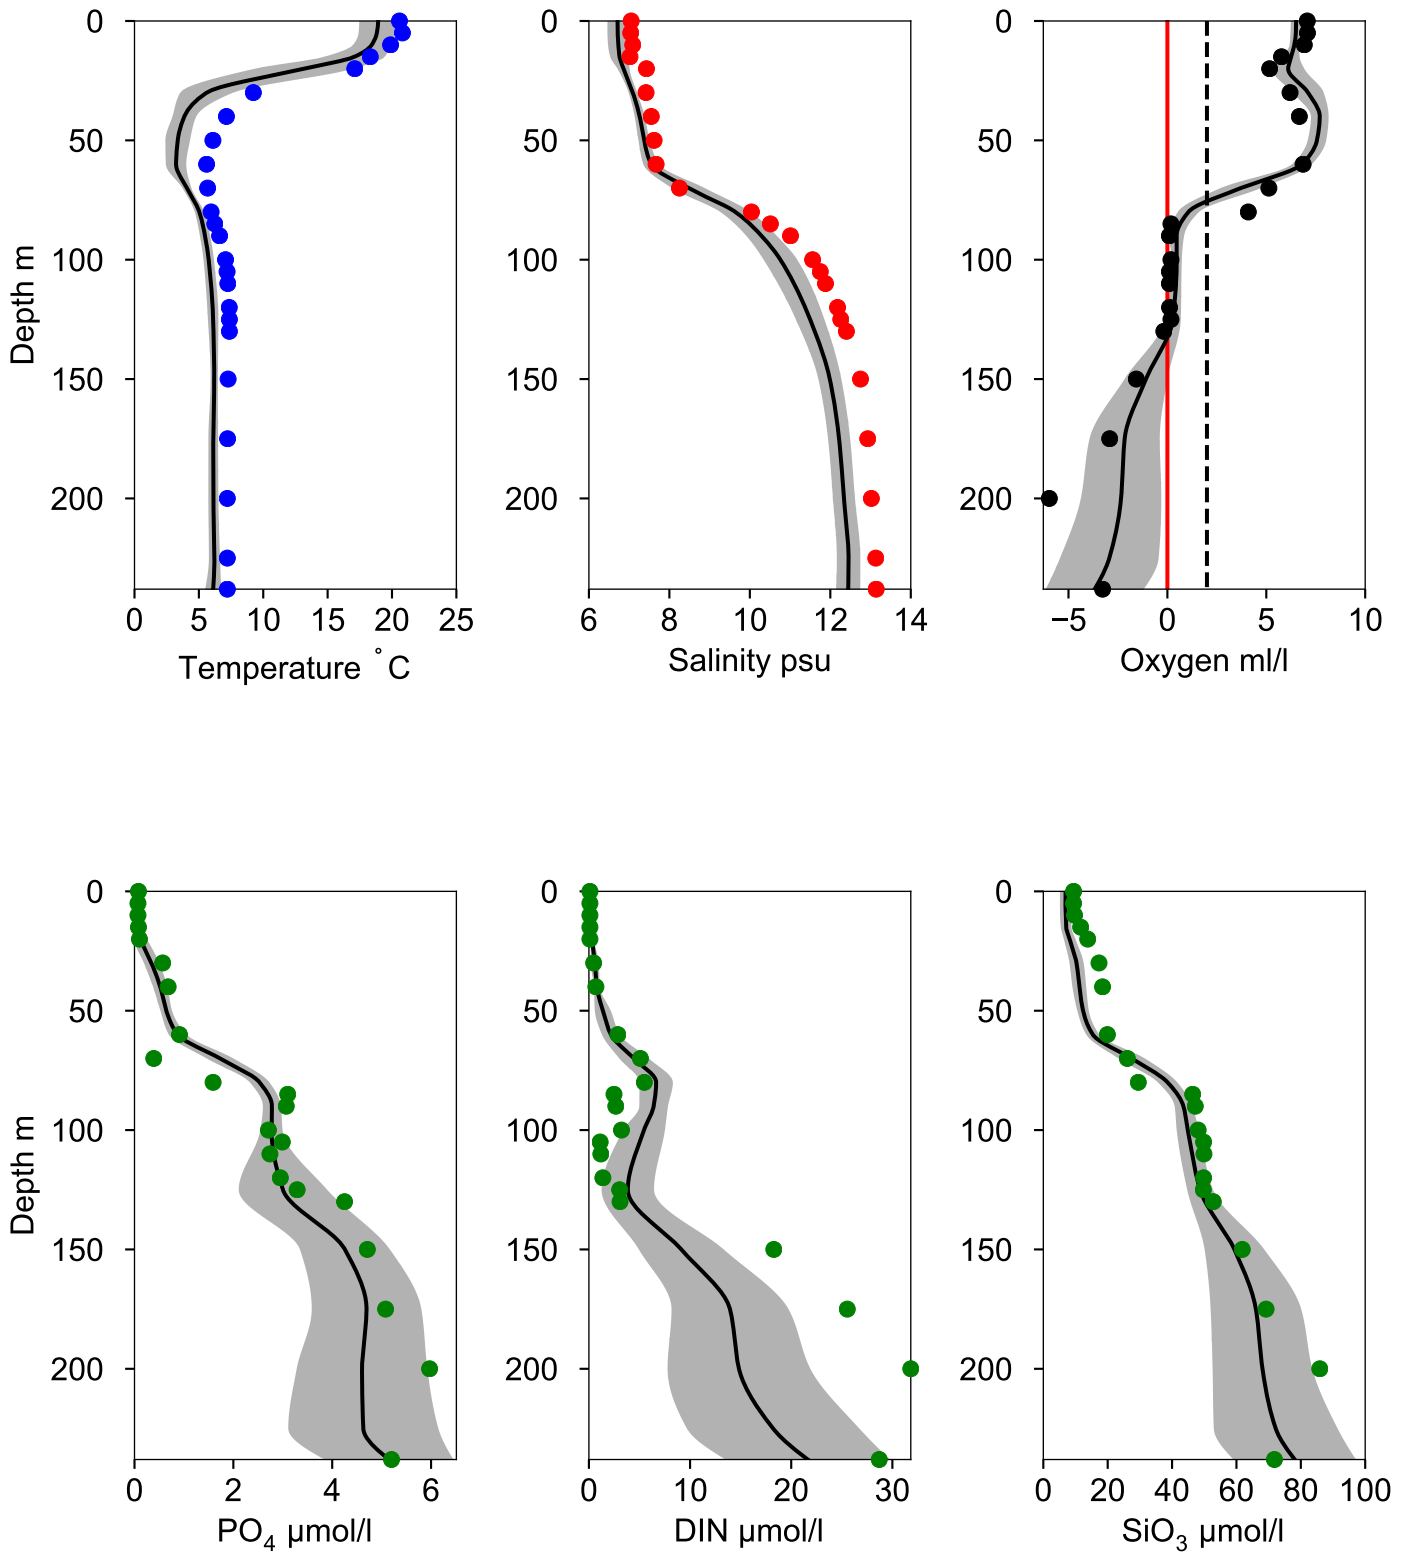 0
50
100
150
200
Depth m
0 5 10 15 20 25
Temperature °C
0
50
100
150
200
6 8 10 12 14
Salinity psu
0
50
100
150
200
−5 0 5 10
Oxygen ml/l
0
50
100
150
200
Depth m
0 2 4 6
PO₄ µmol/l
0
50
100
150
200
0 10 20 30
DIN µmol/l
0
50
100
150
200
0 20 40 60 80 100
SiO₃ µmol/l